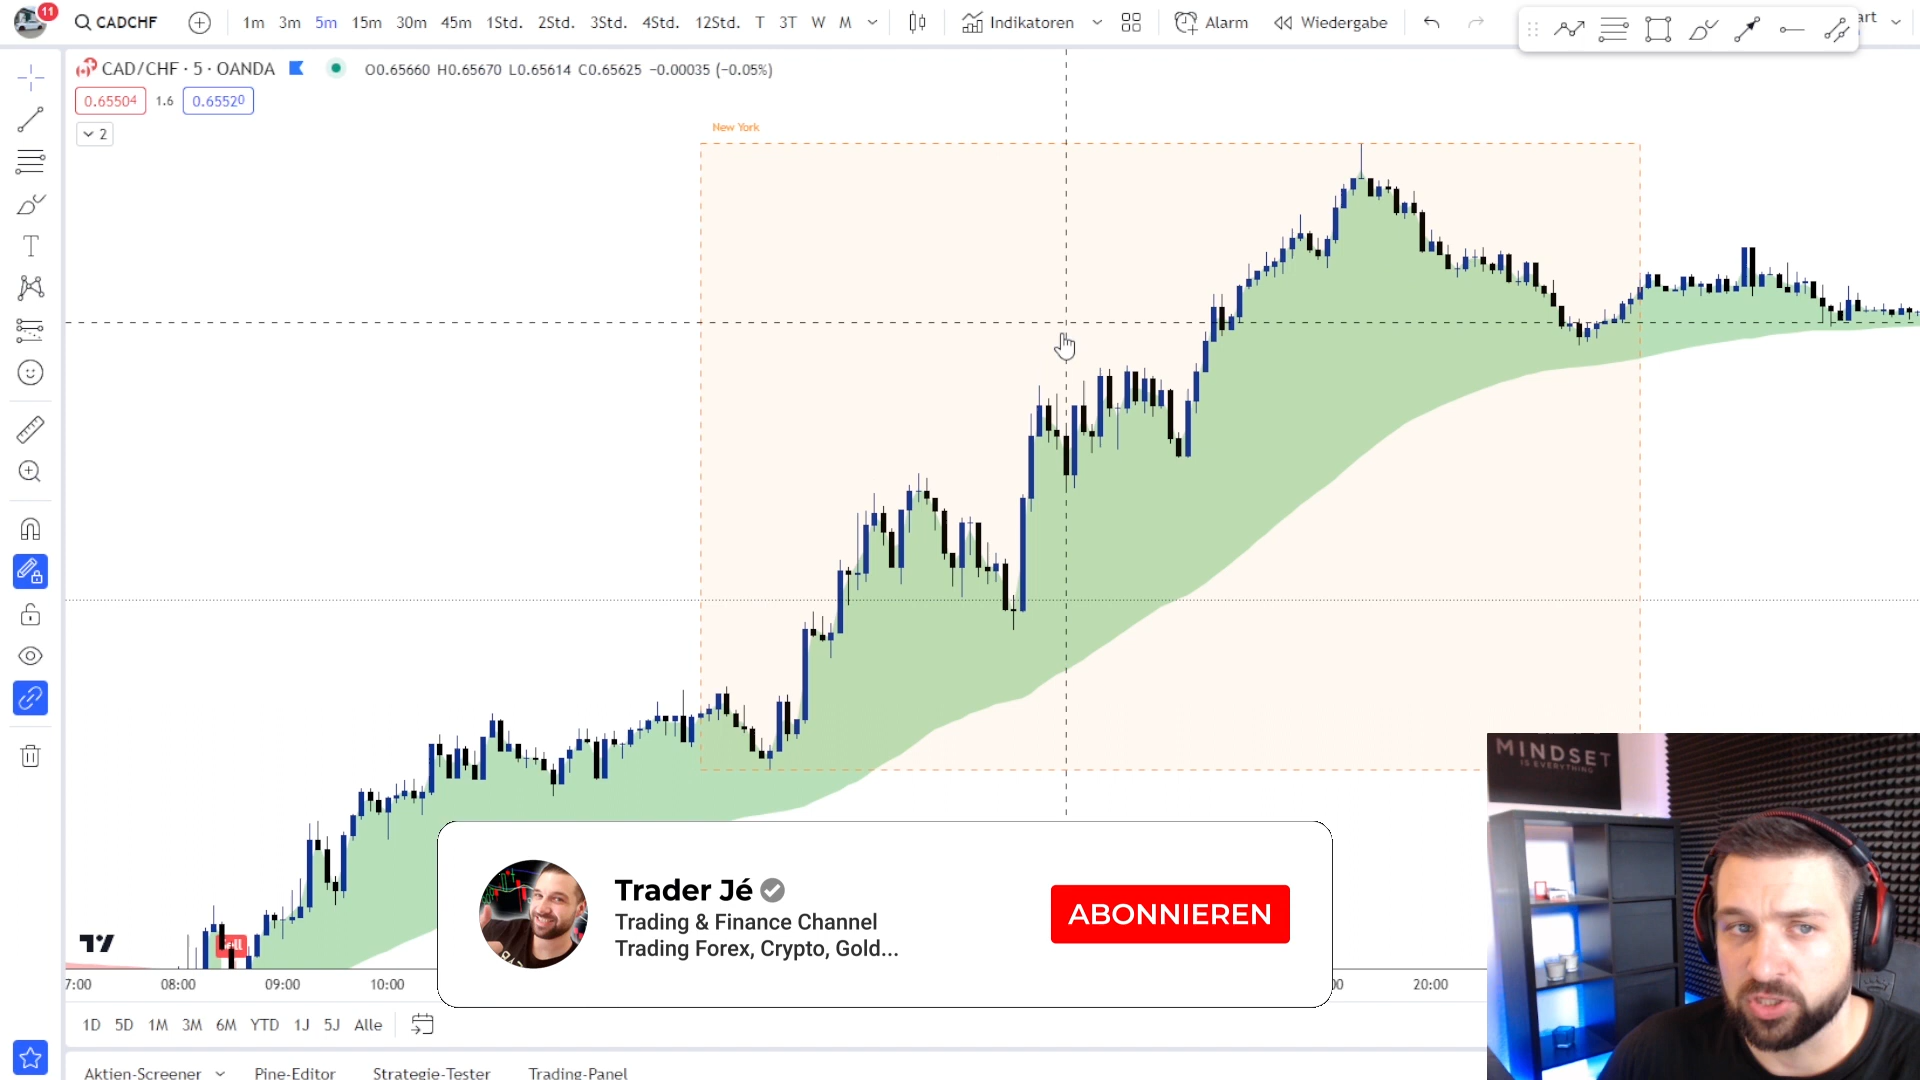 11
CADCHF
1m 3m 5m 15m 30m 45m 1Std. 2Std. 3Std. 4Std. 12Std. T 3T W M
Indikatoren
Alarm
Wiedergabe
art
CAD/CHF · 5 · OANDA
O0.65660 H0.65670 L0.65614 C0.65625 −0.00035 (−0.05%)
0.65504 1.6 0.65520
2
New York
MINDSET
IS EVERYTHING
Trader Jé
Trading & Finance Channel
Trading Forex, Crypto, Gold...
ABONNIEREN
7:00 08:00 09:00 10:00 20:00
1D 5D 1M 3M 6M YTD 1J 5J Alle
Aktien-Screener Pine-Editor Strategie-Tester Trading-Panel